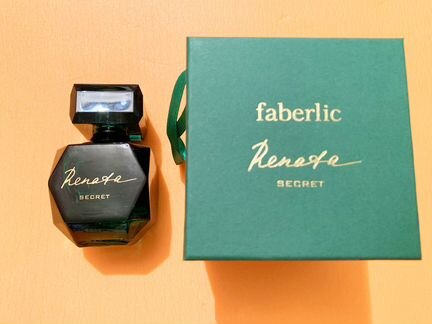 Renata
SECRET
faberlic
Renata
SECRET